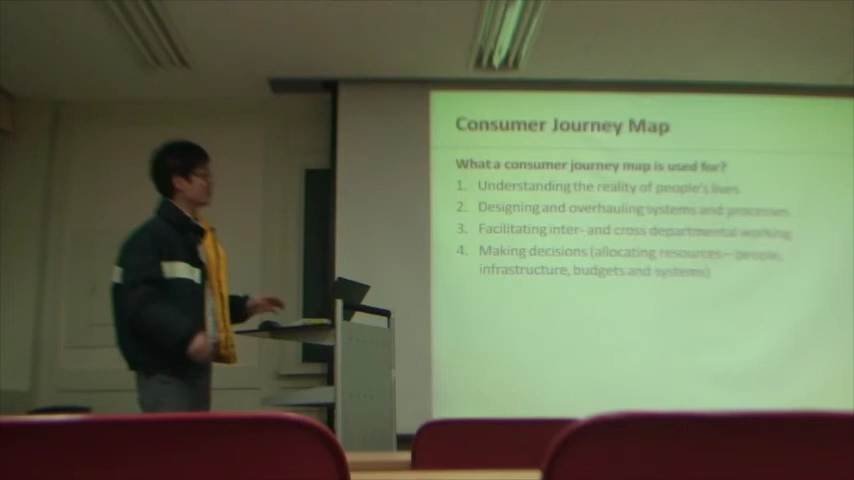 Consumer Journey Map
What a consumer journey map is used for?
1. Understanding the reality of people's lives
2. Designing and overhauling systems and processes
3. Facilitating inter- and cross departmental working
4. Making decisions (allocating resources – people,
infrastructure, budgets and systems)